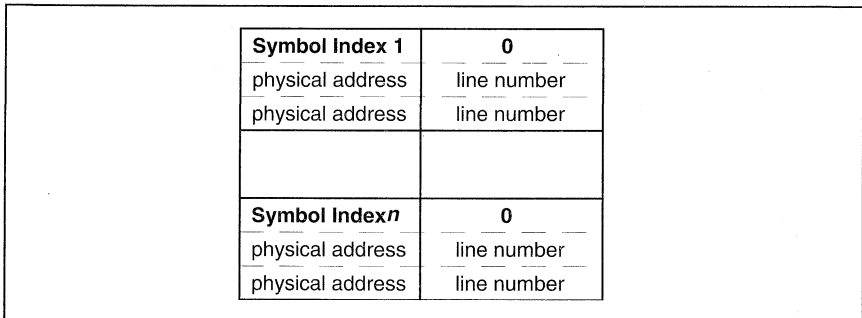 Symbol Index 1 0
physical address line number
physical address line number
Symbol Indexn 0
physical address line number
physical address line number